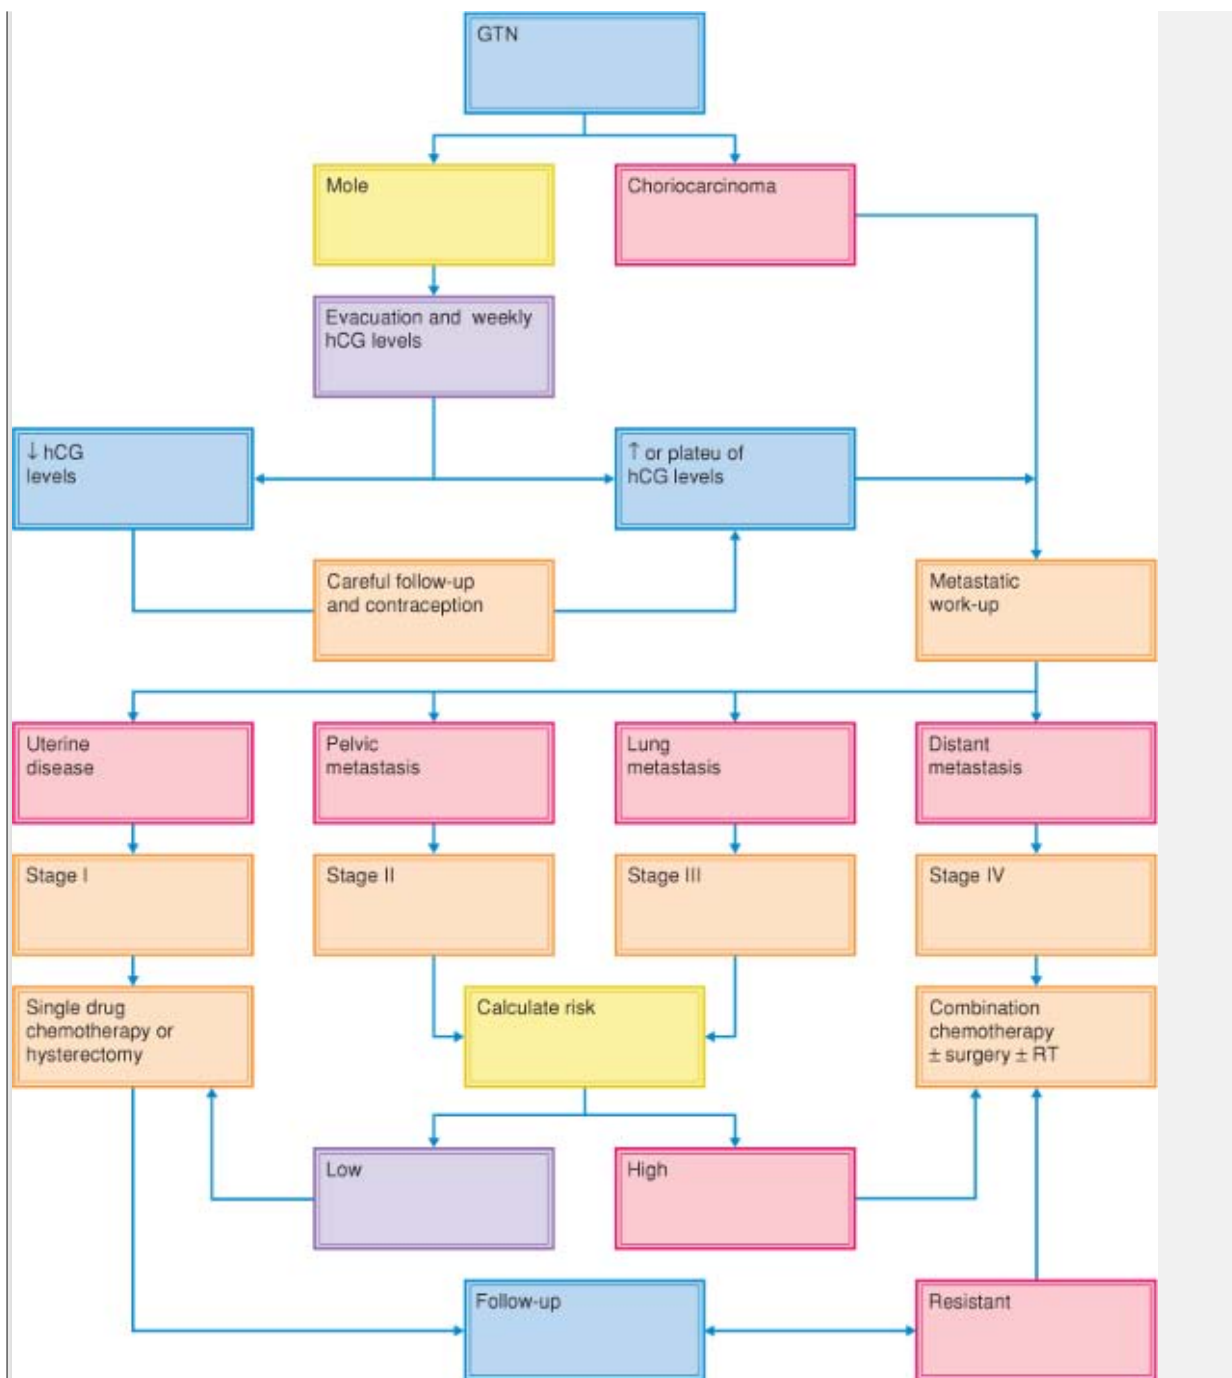 GTN
Mole
Choriocarcinoma
Evacuation and weekly
hCG levels
↓ hCG
levels
↑ or plateu of
hCG levels
Careful follow-up
and contraception
Metastatic
work-up
Uterine
disease
Pelvic
metastasis
Lung
metastasis
Distant
metastasis
Stage I
Stage II
Stage III
Stage IV
Single drug
chemotherapy or
hysterectomy
Calculate risk
Combination
chemotherapy
± surgery ± RT
Low
High
Follow-up
Resistant